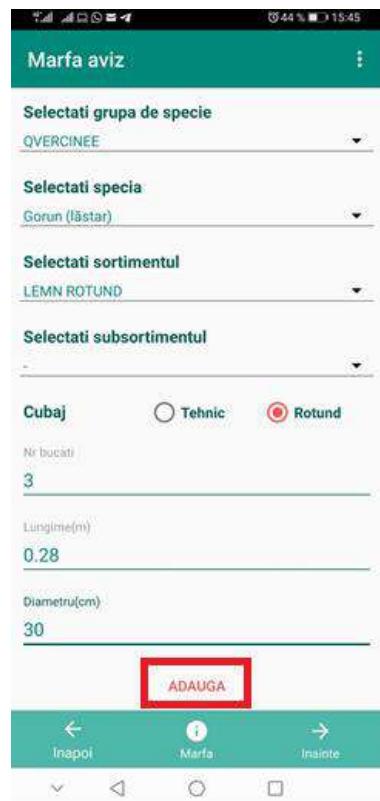 44 % 15:45
Marfa aviz
Selectati grupa de specie
QVERCINEE
Selectati specia
Gorun (lăstar)
Selectati sortimentul
LEMN ROTUND
Selectati subsortimentul
-
Cubaj Tehnic Rotund
Nr bucati
3
Lungime(m)
0.28
Diametru(cm)
30
ADAUGA
Inapoi Marfa Inainte